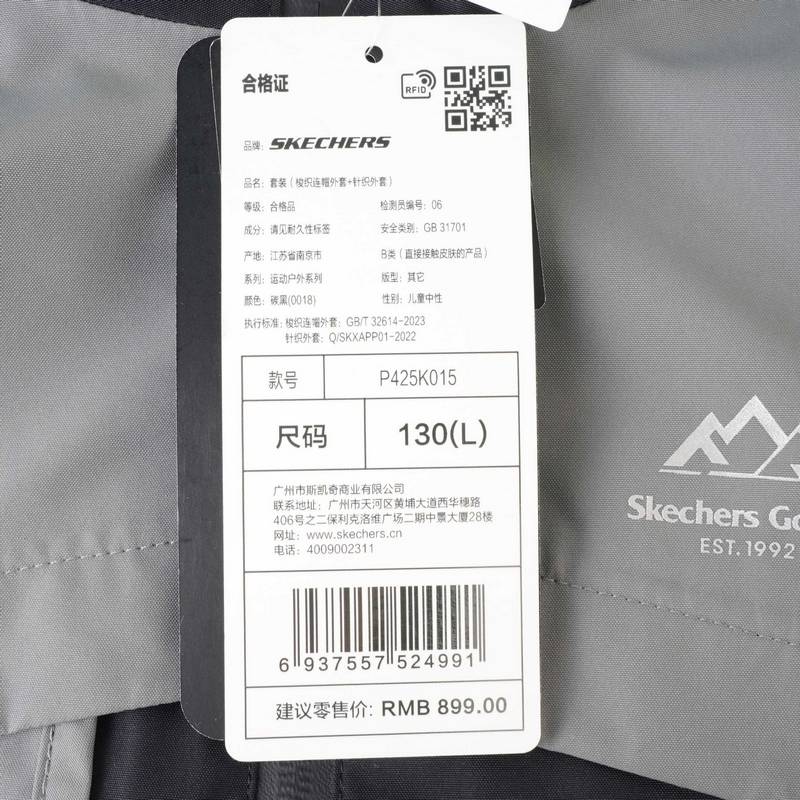 合格证
RFID
品牌: SKECHERS
品名: 套装 (梭织连帽外套+针织外套)
等级: 合格品 检测员编号: 06
成分: 请见耐久性标签 安全类别: GB 31701
产地: 江苏省南京市 B类 (直接接触皮肤的产品)
系列: 运动户外系列 版型: 其它
颜色: 碳黑(0018) 性别: 儿童中性
执行标准: 梭织连帽外套: GB/T 32614-2023
针织外套: Q/SKXAPP01-2022
款号 P425K015
尺码 130(L)
广州市斯凯奇商业有限公司
联系地址: 广州市天河区黄埔大道西华穗路
406号之二保利克洛维广场二期中景大厦28楼
网址: www.skechers.cn
电话: 4009002311
6 937557 524991
建议零售价: RMB 899.00
Skechers Go
EST.1992